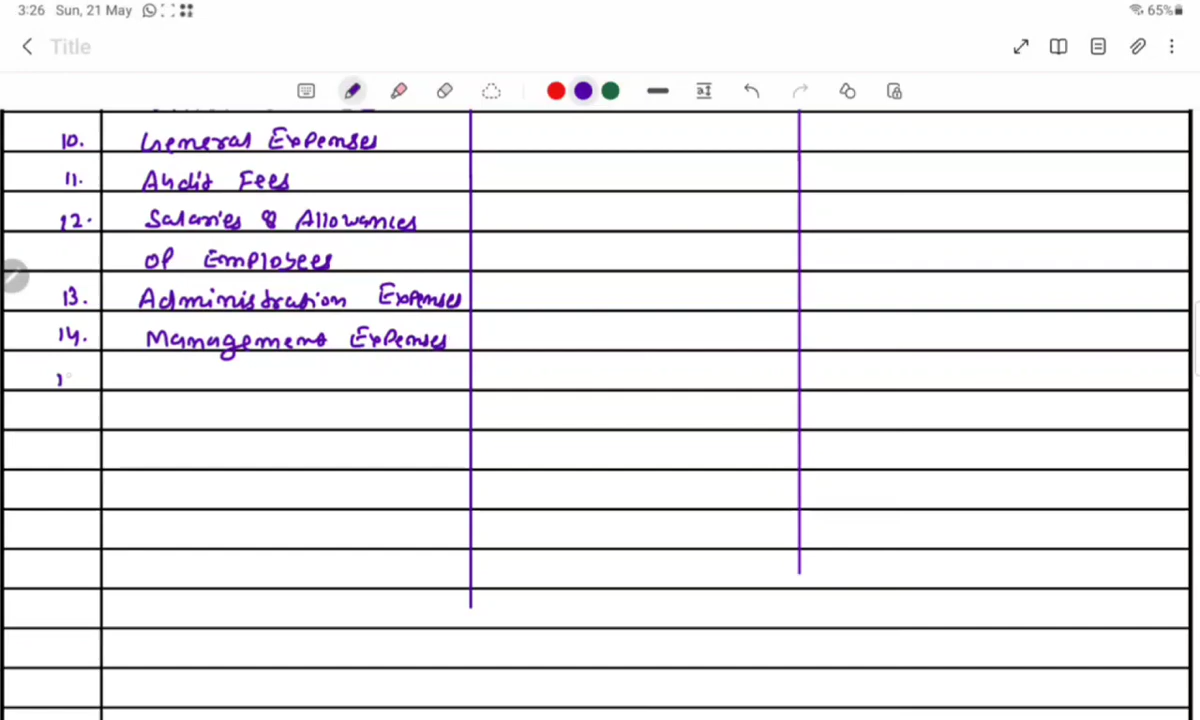 3:26 Sun, 21 May
65%
Title
10. General Expenses
11. Audit Fees
12. Salaries & Allowances
of Employees
13. Administration Expenses
14. Management Expenses